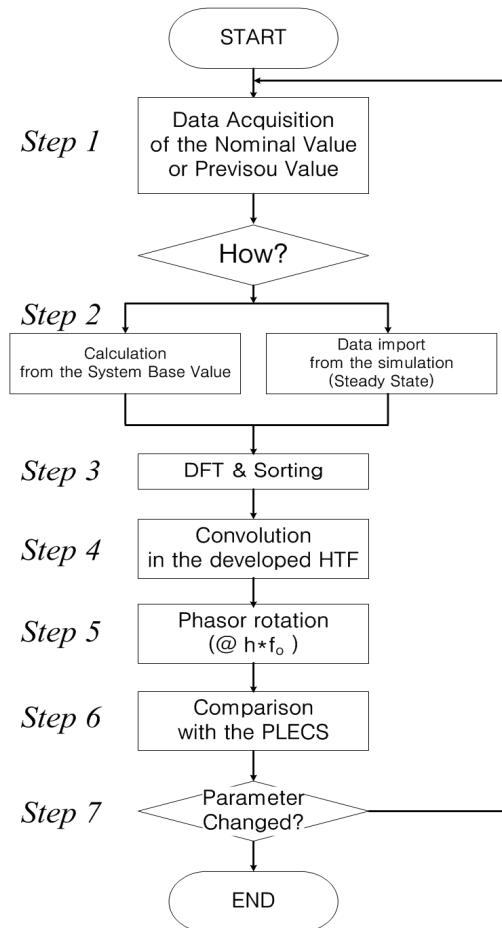 START
Step 1
Data Acquisition
of the Nominal Value
or Previsou Value
How?
Step 2
Calculation
from the System Base Value
Data import
from the simulation
(Steady State)
Step 3
DFT & Sorting
Step 4
Convolution
in the developed HTF
Step 5
Phasor rotation
(@ h*fₒ )
Step 6
Comparison
with the PLECS
Step 7
Parameter
Changed?
END